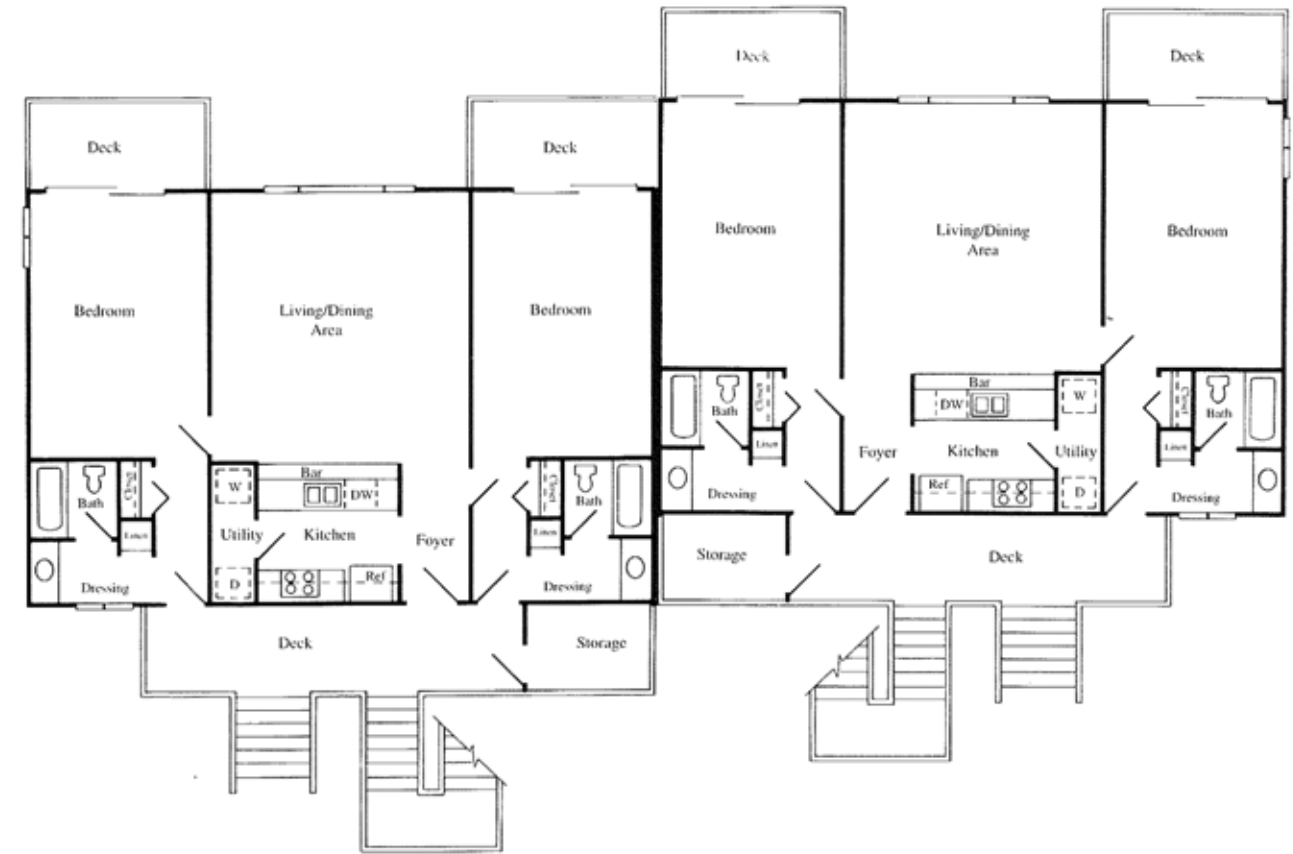 Deck
Deck
Bedroom
Living/Dining
Area
Bedroom
Bath
Closet
Linen
Dressing
W
Utility
D
Bar
DW
Kitchen
Ref
Foyer
Closet
Bath
Linen
Dressing
Deck
Storage
Deck
Deck
Bedroom
Living/Dining
Area
Bedroom
Bath
Closet
Linen
Dressing
Foyer
Bar
DW
Kitchen
Ref
W
Utility
D
Closet
Bath
Linen
Dressing
Storage
Deck